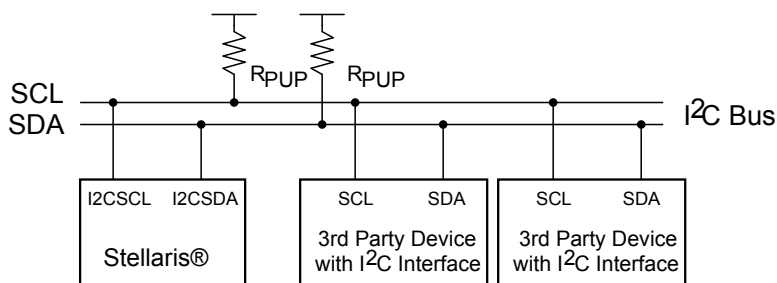 RPUP RPUP
SCL
SDA
I²C Bus
I2CSCL I2CSDA
Stellaris®
SCL SDA
3rd Party Device
with I²C Interface
SCL SDA
3rd Party Device
with I²C Interface